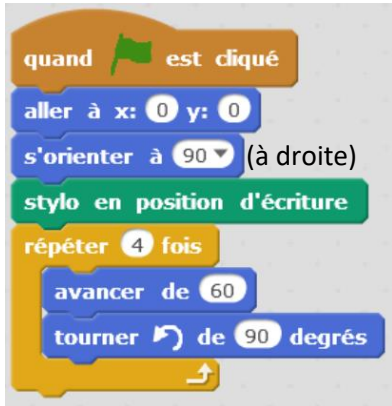 quand est cliqué
aller à x: 0 y: 0
s'orienter à 90 (à droite)
stylo en position d'écriture
répéter 4 fois
avancer de 60
tourner de 90 degrés